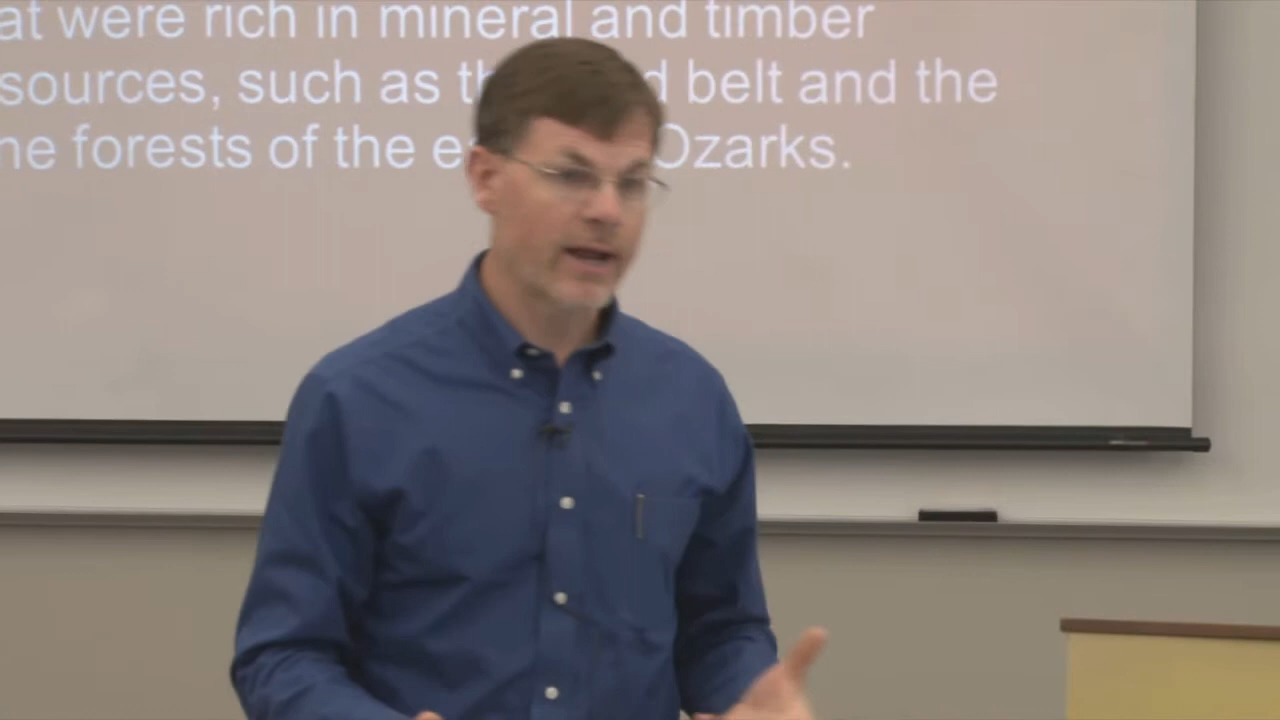 at were rich in mineral and timber
sources, such as th d belt and the
ne forests of the e Ozarks.